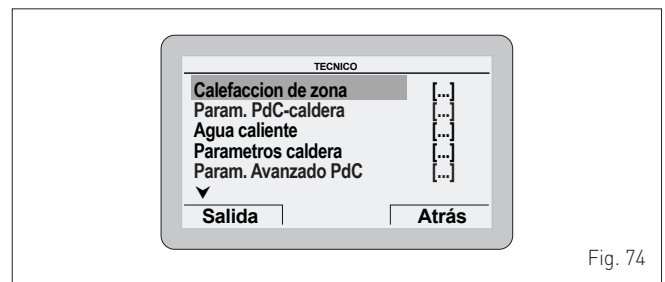 TECNICO
Calefaccion de zona [...]
Param. PdC-caldera [...]
Agua caliente [...]
Parametros caldera [...]
Param. Avanzado PdC [...]
Salida Atrás
Fig. 74